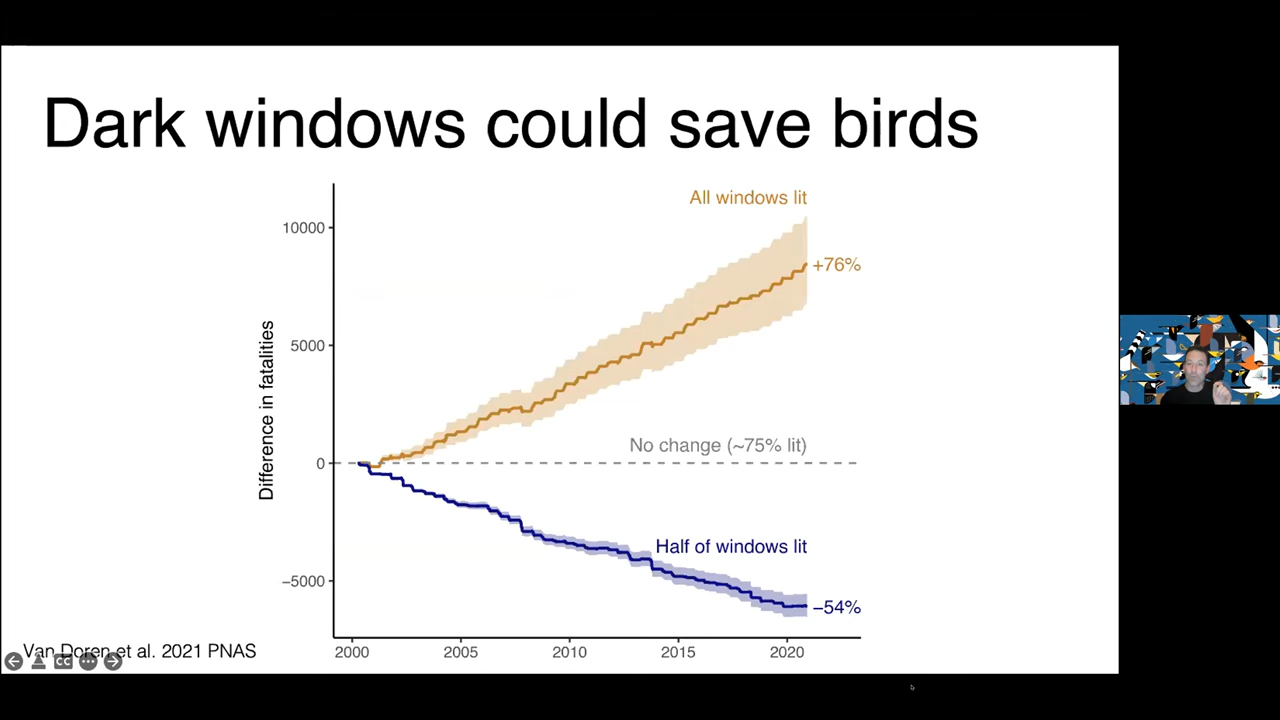 Dark windows could save birds
All windows lit
10000
+76%
5000
Difference in fatalities
No change (~75% lit)
0
Half of windows lit
−5000
−54%
2000 2005 2010 2015 2020
Van Doren et al. 2021 PNAS
CC